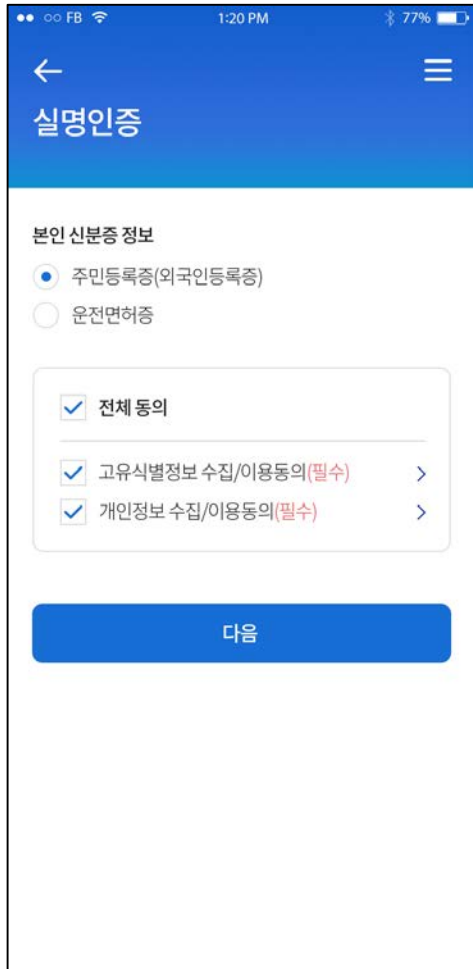 FB 1:20 PM 77%
실명인증
본인 신분증 정보
주민등록증(외국인등록증)
운전면허증
전체 동의
고유식별정보 수집/이용동의(필수)
개인정보 수집/이용동의(필수)
다음